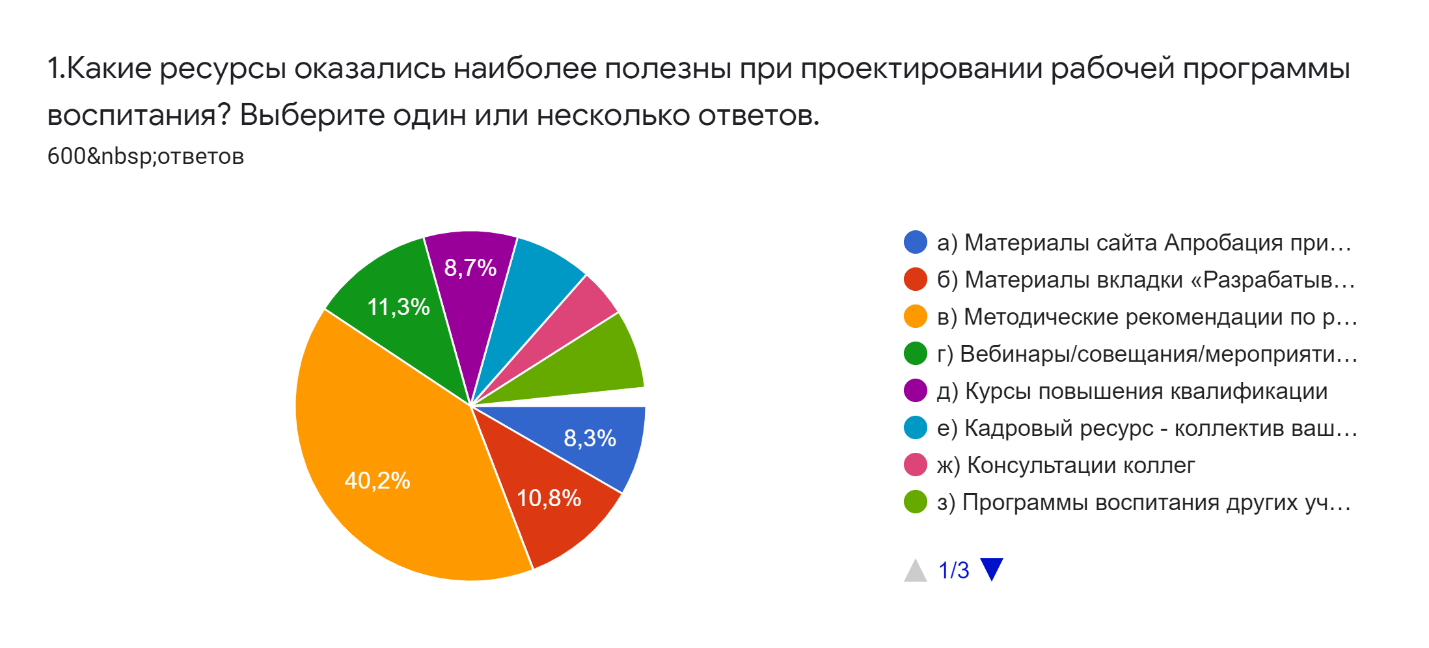 1.Какие ресурсы оказались наиболее полезны при проектировании рабочей программы
воспитания? Выберите один или несколько ответов.
600&nbsp;ответов
8,7%
11,3%
8,3%
40,2%
10,8%
а) Материалы сайта Апробация при…
б) Материалы вкладки «Разрабатыв…
в) Методические рекомендации по р…
г) Вебинары/совещания/мероприяти…
д) Курсы повышения квалификации
е) Кадровый ресурс - коллектив ваш…
ж) Консультации коллег
з) Программы воспитания других уч…
1/3